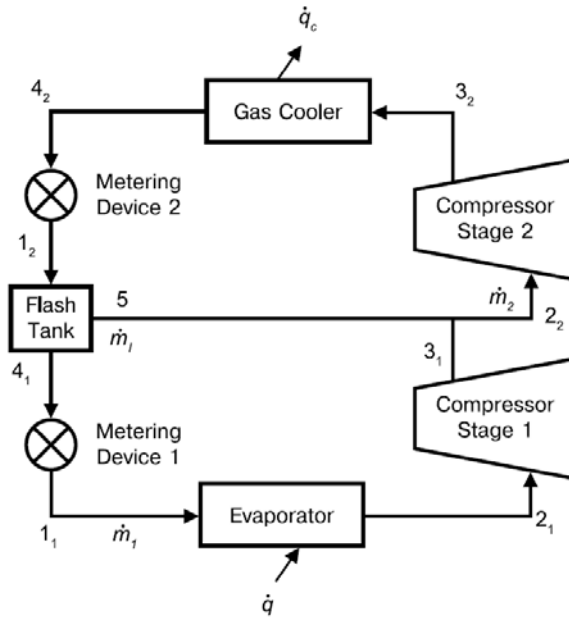 q̇c
4₂
Gas Cooler
3₂
Metering
Device 2
Compressor
Stage 2
1₂
Flash
Tank
5
ṁ₂
ṁI
2₂
4₁
3₁
Metering
Device 1
Compressor
Stage 1
Evaporator
1₁
ṁ₁
2₁
q̇